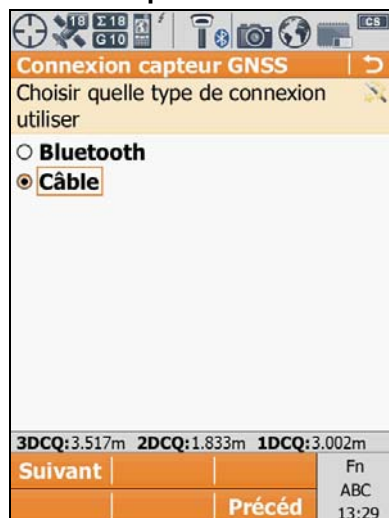 18 Σ18 CS
G10
Connexion capteur GNSS
Choisir quelle type de connexion
utiliser
Bluetooth
Câble
3DCQ:3.517m 2DCQ:1.833m 1DCQ:3.002m
Suivant Fn
ABC
Précéd 13:29